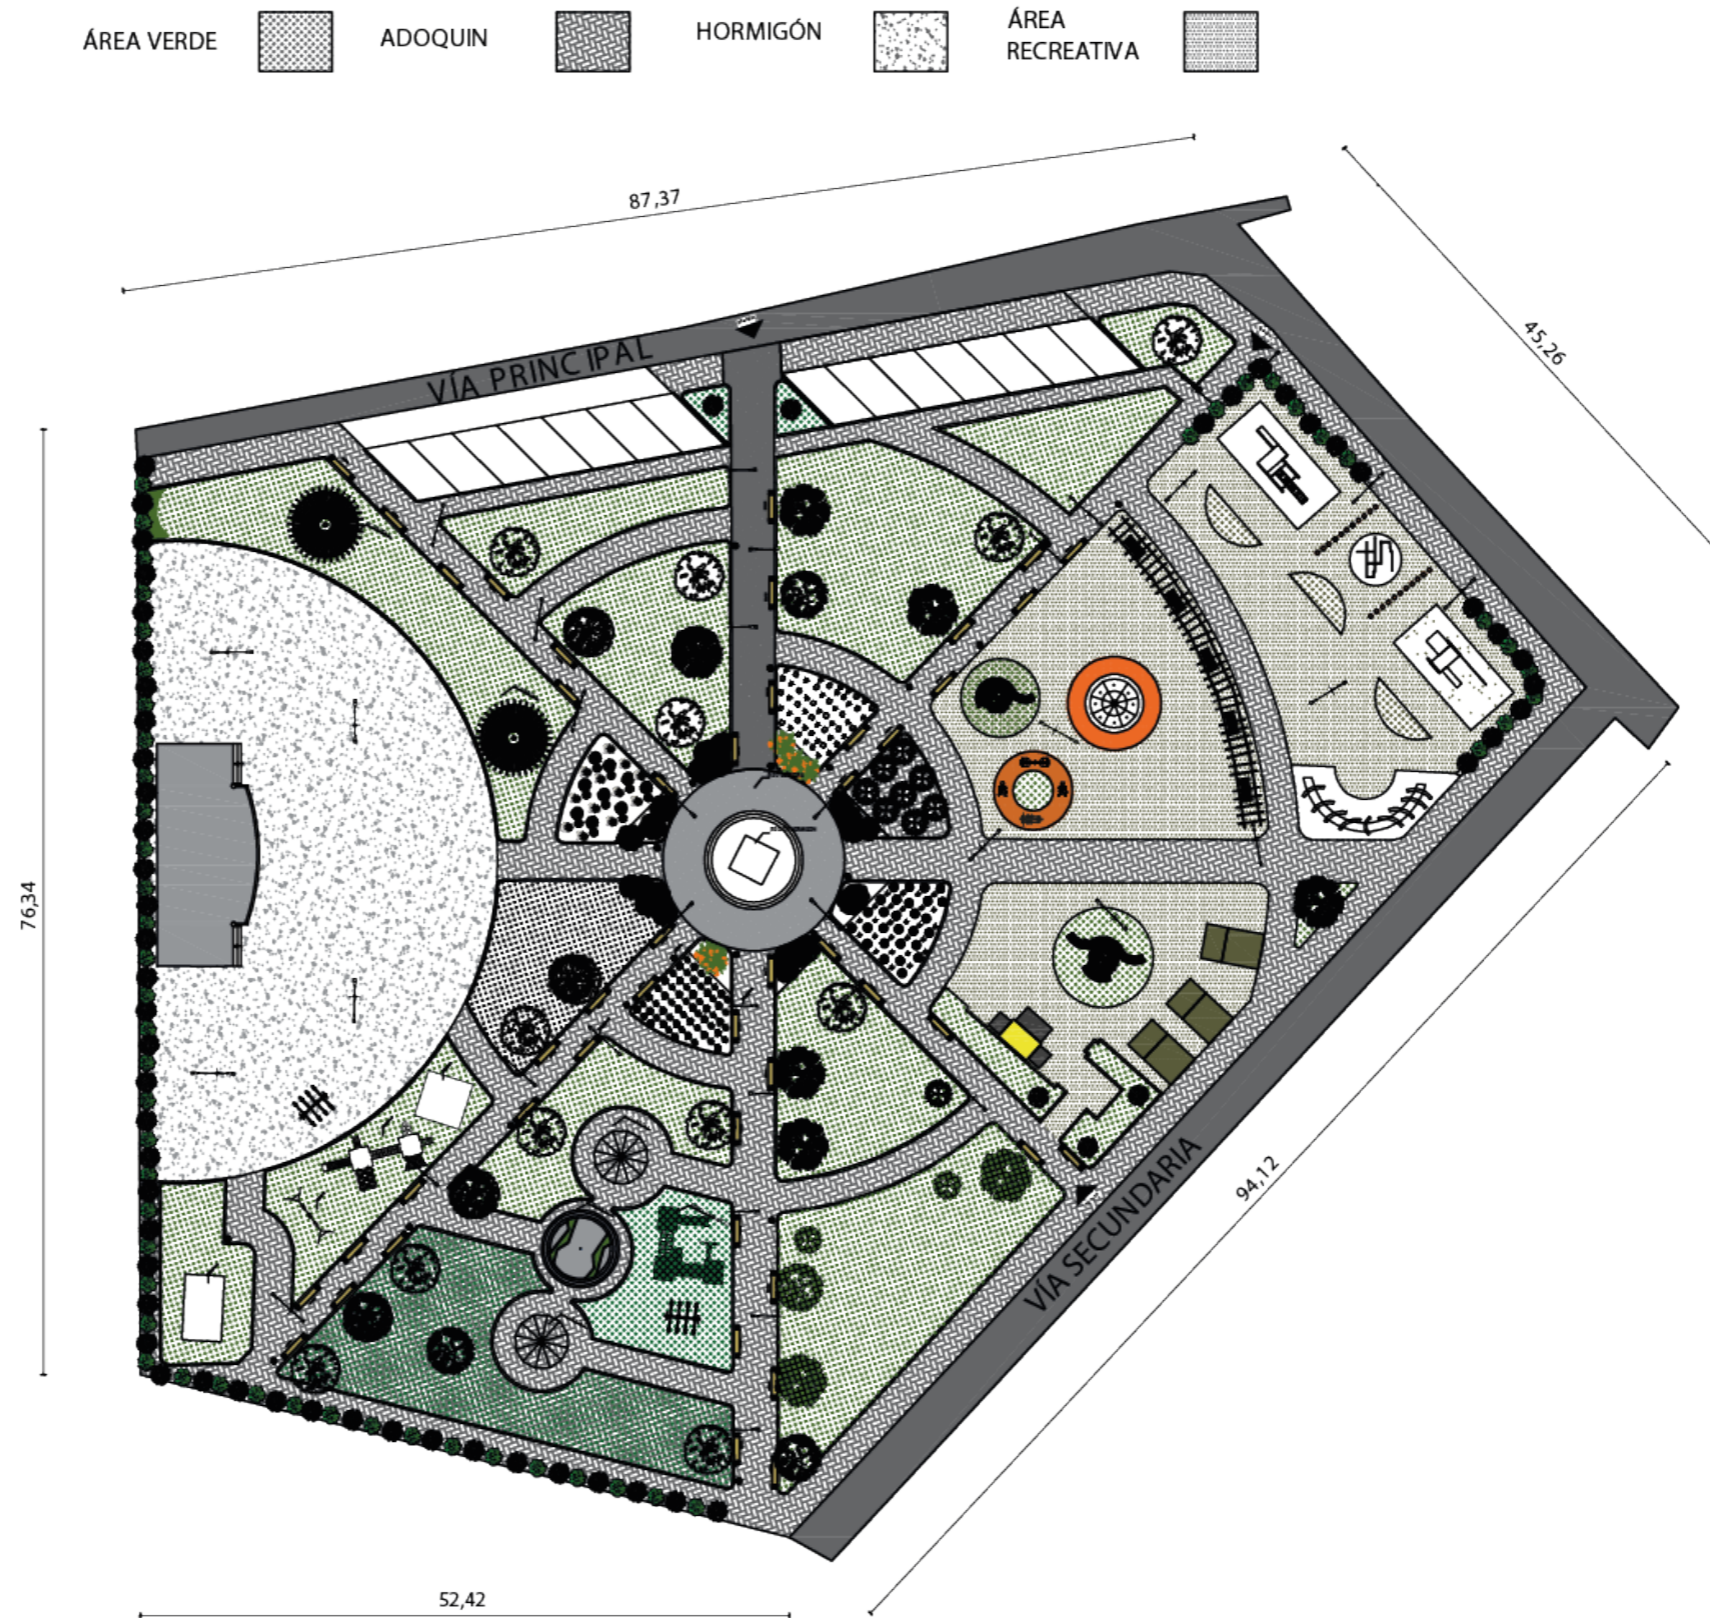 ÁREA VERDE
ADOQUIN
HORMIGÓN
ÁREA
RECREATIVA
87,37
45,26
VÍA PRINCIPAL
76,34
94,12
VÍA SECUNDARIA
52,42